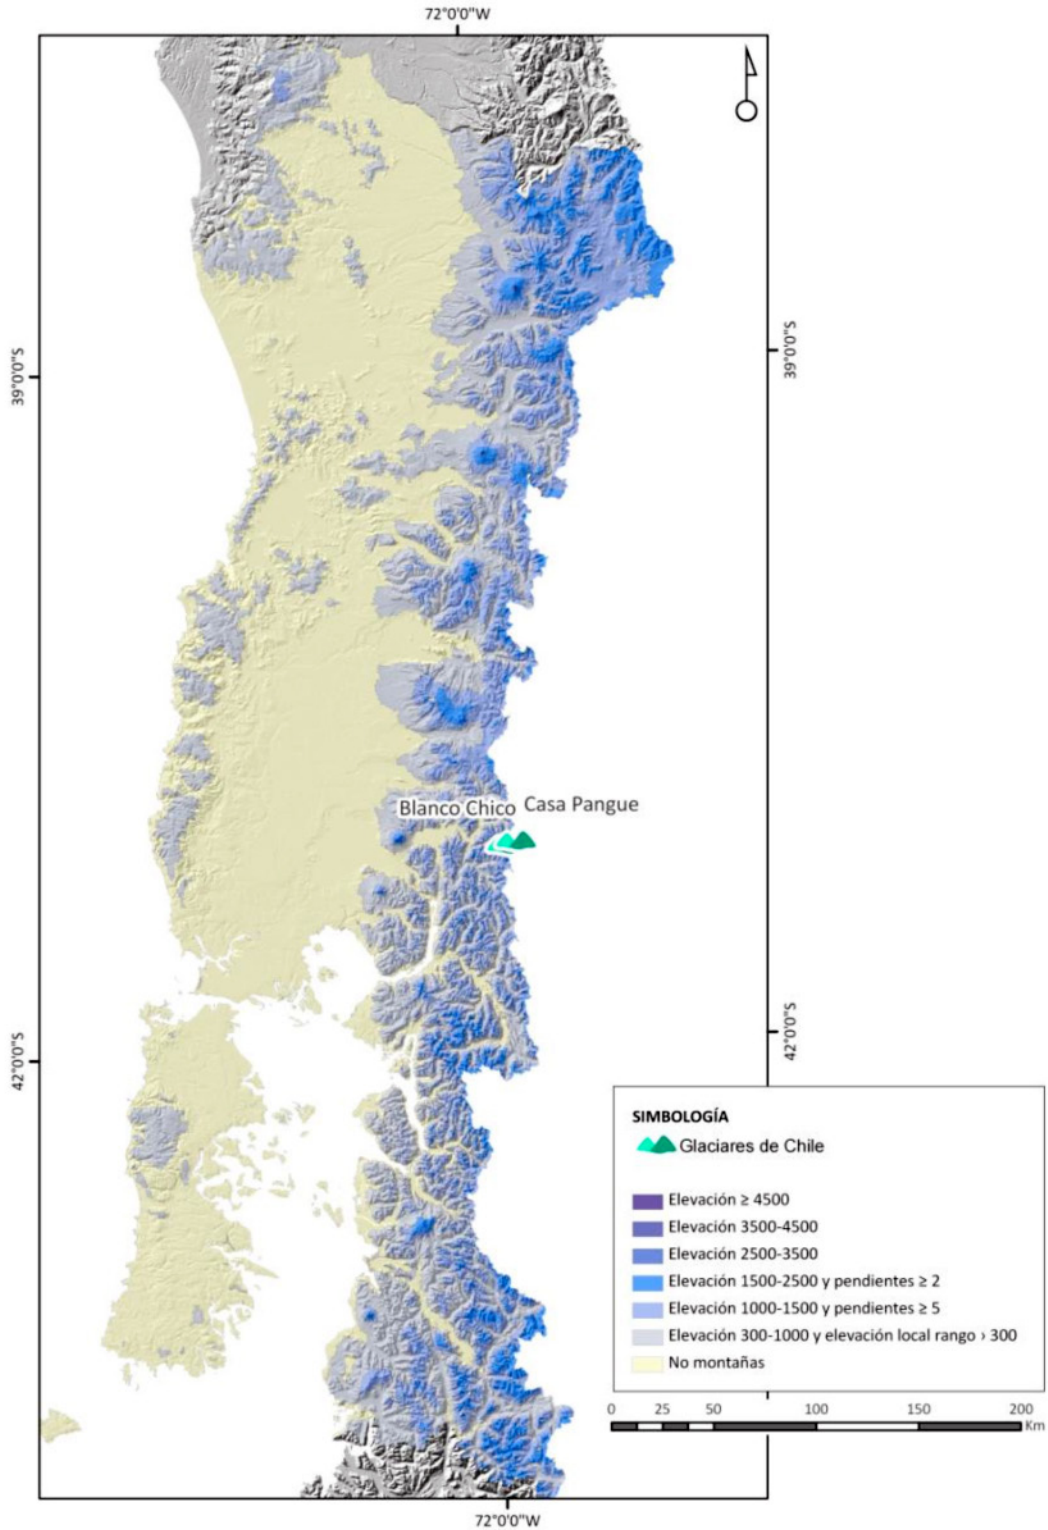 72°0'0"W
39°0'0"S
39°0'0"S
Blanco Chico
Casa Pangue
42°0'0"S
42°0'0"S
SIMBOLOGÍA
Glaciares de Chile
Elevación ≥ 4500
Elevación 3500-4500
Elevación 2500-3500
Elevación 1500-2500 y pendientes ≥ 2
Elevación 1000-1500 y pendientes ≥ 5
Elevación 300-1000 y elevación local rango › 300
No montañas
0 25 50 100 150 200
Km
72°0'0"W